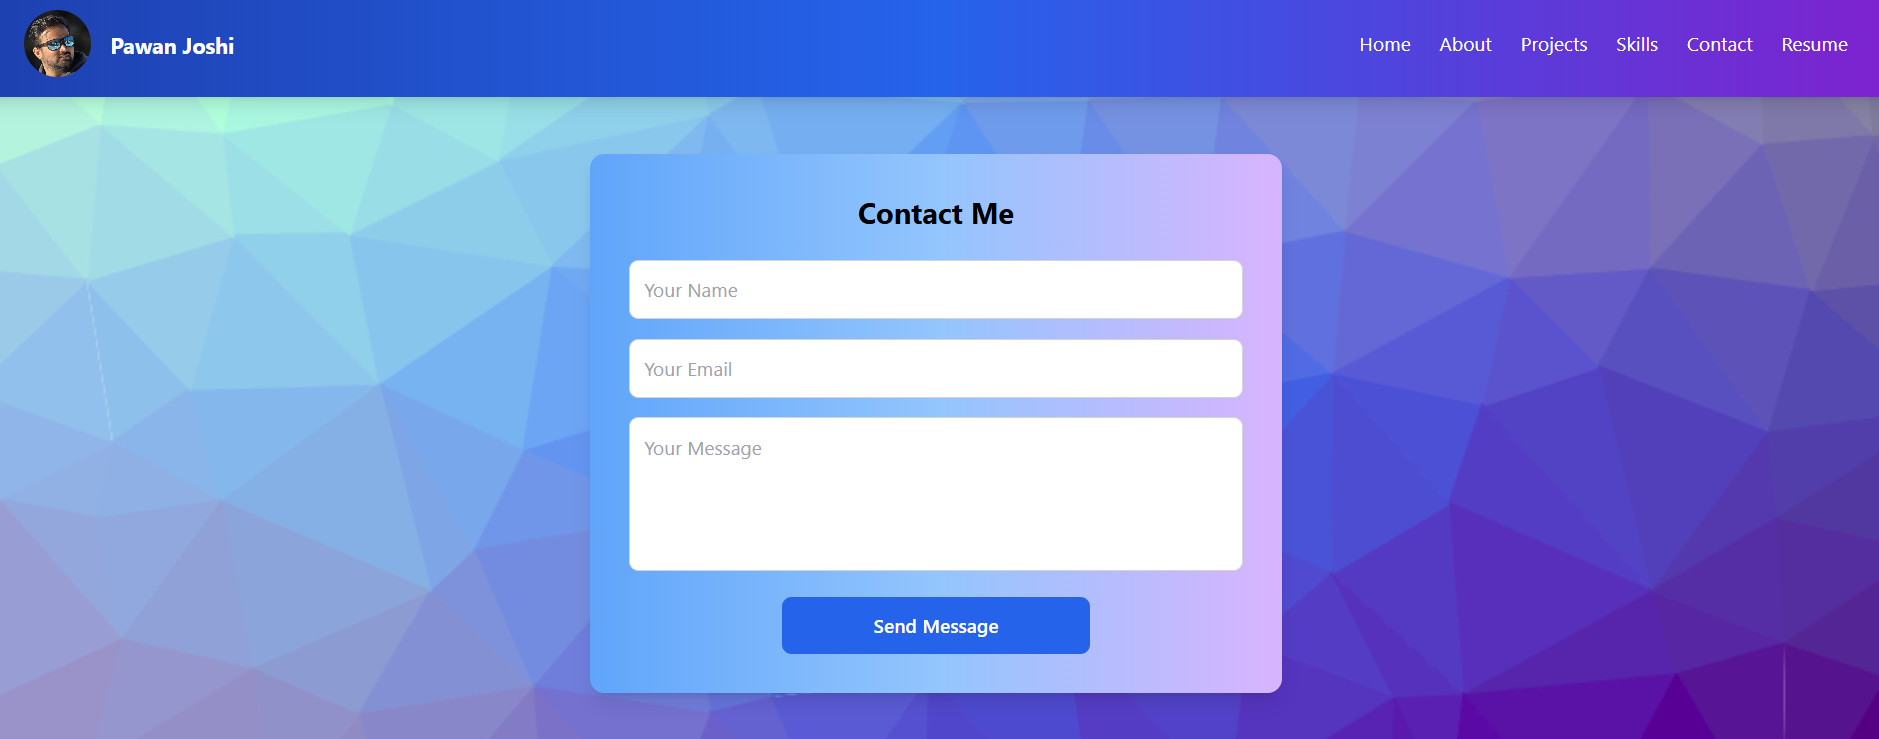 Pawan Joshi
Home About Projects Skills Contact Resume
Contact Me
Your Name
Your Email
Your Message
Send Message